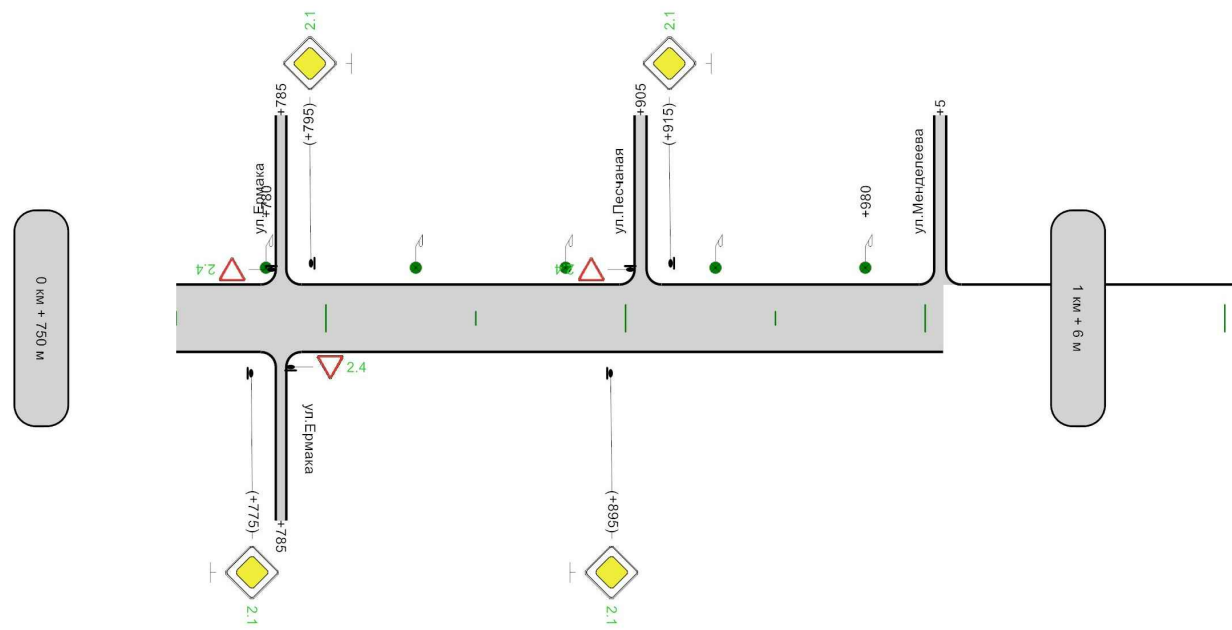 2.1
2.1
+785
(+795)
+905
(+915)
+5
ул.Ермака
+780
ул.Песчаная
+980
ул.Менделеева
2.4
2.4
0 км + 750 м
1 км + 6 м
2.4
ул.Ермака
(+775)
+785
(+895)
2.1
2.1